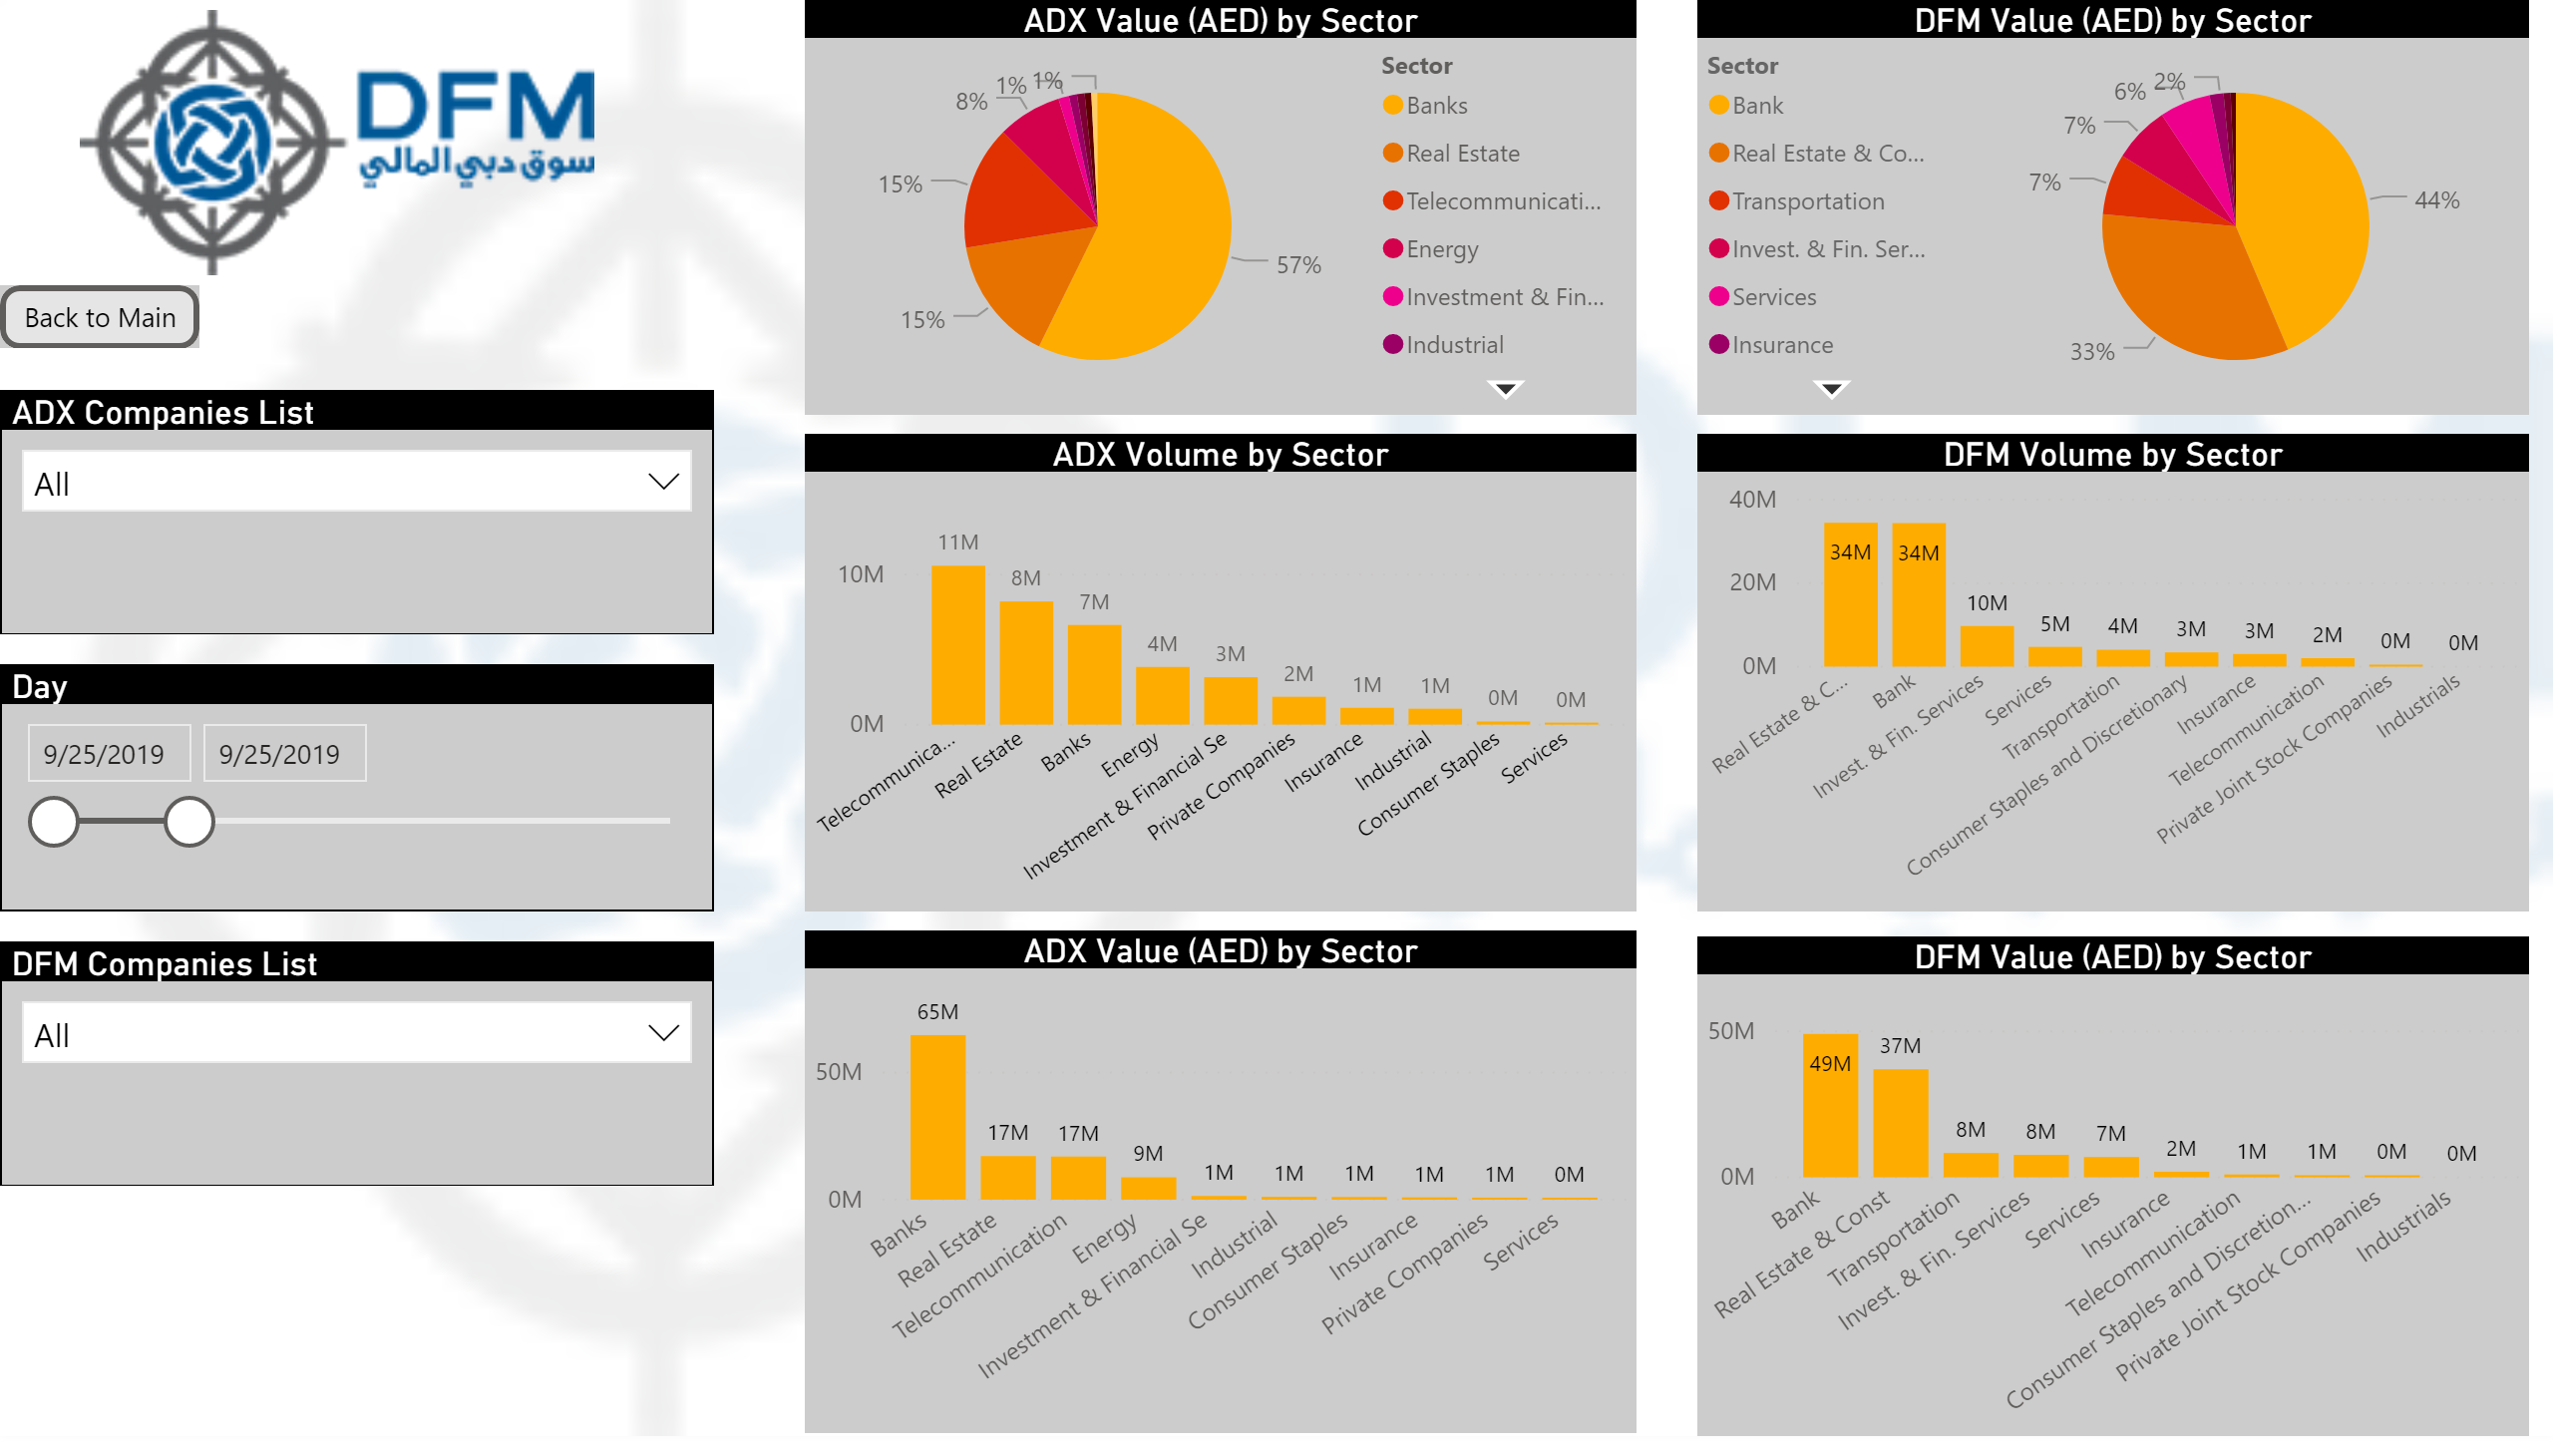 DFM
سوق دبي المالي
Back to Main
ADX Companies List
All
Day
9/25/2019
9/25/2019
DFM Companies List
All
ADX Value (AED) by Sector
1%
1%
8%
15%
15%
57%
Sector
Banks
Real Estate
Telecommunicati...
Energy
Investment & Fin...
Industrial
DFM Value (AED) by Sector
Sector
Bank
Real Estate & Co...
Transportation
Invest. & Fin. Ser...
Services
Insurance
2%
6%
7%
7%
33%
44%
ADX Volume by Sector
10M
0M
11M
8M
7M
4M
3M
2M
1M
1M
0M
0M
Telecommunica...
Real Estate
Banks
Energy
Investment & Financial Se
Private Companies
Insurance
Industrial
Consumer Staples
Services
DFM Volume by Sector
40M
20M
0M
34M
34M
10M
5M
4M
3M
3M
2M
0M
0M
Real Estate & C...
Bank
Invest. & Fin. Services
Services
Transportation
Consumer Staples and Discretionary
Insurance
Telecommunication
Private Joint Stock Companies
Industrials
ADX Value (AED) by Sector
50M
0M
65M
17M
17M
9M
1M
1M
1M
1M
1M
0M
Banks
Real Estate
Telecommunication
Energy
Investment & Financial Se
Industrial
Consumer Staples
Insurance
Private Companies
Services
DFM Value (AED) by Sector
50M
0M
49M
37M
8M
8M
7M
2M
1M
1M
0M
0M
Bank
Real Estate & Const
Transportation
Invest. & Fin. Services
Services
Insurance
Telecommunication
Consumer Staples and Discretion...
Private Joint Stock Companies
Industrials